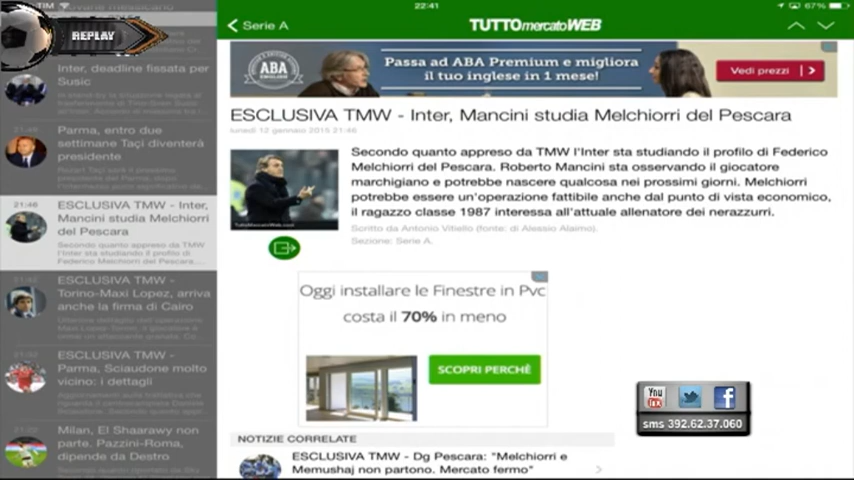 TIM
22:41
67%
REPLAY
Serie A
TUTTOmercatoWEB
Inter, deadline fissata per
Susic
Parma, entro due
settimane Taçi diventerà
presidente
21:46
ESCLUSIVA TMW - Inter,
Mancini studia Melchiorri
del Pescara
Secondo quanto appreso da TMW
l'Inter sta studiando il profilo di
Federico Melchiorri del Pescara.
ESCLUSIVA TMW -
Torino-Maxi Lopez, arriva
anche la firma di Cairo
ESCLUSIVA TMW -
Parma, Sciaudone molto
vicino: i dettagli
Milan, El Shaarawy non
parte. Pazzini-Roma,
dipende da Destro
ABA
ENGLISH
Passa ad ABA Premium e migliora
il tuo inglese in 1 mese!
Vedi prezzi
ESCLUSIVA TMW - Inter, Mancini studia Melchiorri del Pescara
lunedì 12 gennaio 2015 21:46
Secondo quanto appreso da TMW l'Inter sta studiando il profilo di Federico
Melchiorri del Pescara. Roberto Mancini sta osservando il giocatore
marchigiano e potrebbe nascere qualcosa nei prossimi giorni. Melchiorri
potrebbe essere un'operazione fattibile anche dal punto di vista economico,
il ragazzo classe 1987 interessa all'attuale allenatore dei nerazzurri.
Scritto da Antonio Vitiello (fonte: di Alessio Alaimo).
Sezione: Serie A.
TuttoMercatoWeb.com
Oggi installare le Finestre in Pvc
costa il 70% in meno
SCOPRI PERCHÈ
You
sms 392.62.37.060
NOTIZIE CORRELATE
ESCLUSIVA TMW - Dg Pescara: "Melchiorri e
Memushaj non partono. Mercato fermo"